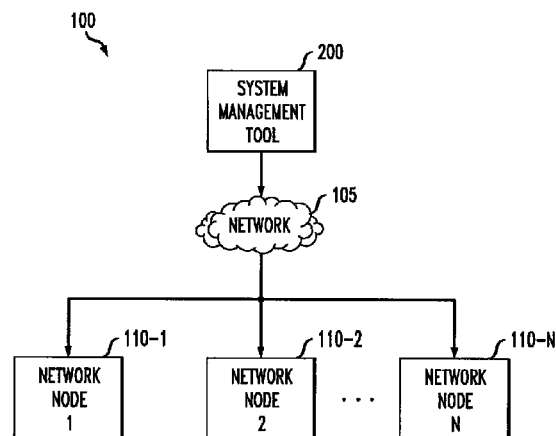 100
200
SYSTEM
MANAGEMENT
TOOL
105
NETWORK
110-1
110-2
110-N
NETWORK
NODE
1
NETWORK
NODE
2
. . .
NETWORK
NODE
N